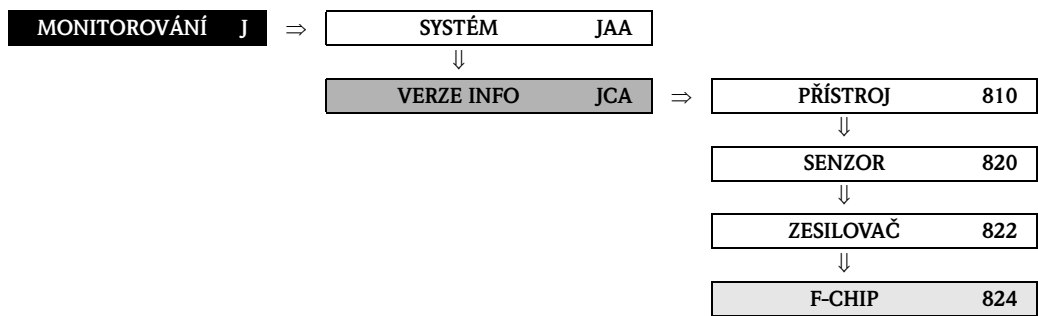 MONITOROVÁNÍ J ⇒ SYSTÉM JAA
⇓
VERZE INFO JCA ⇒ PŘÍSTROJ 810
⇓
SENZOR 820
⇓
ZESILOVAČ 822
⇓
F-CHIP 824